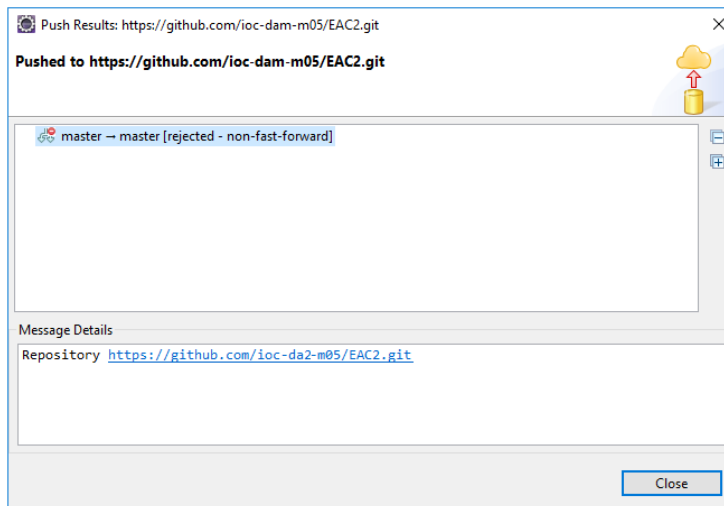 Push Results: https://github.com/ioc-dam-m05/EAC2.git
Pushed to https://github.com/ioc-dam-m05/EAC2.git
master → master [rejected - non-fast-forward]
Message Details
Repository https://github.com/ioc-da2-m05/EAC2.git
Close